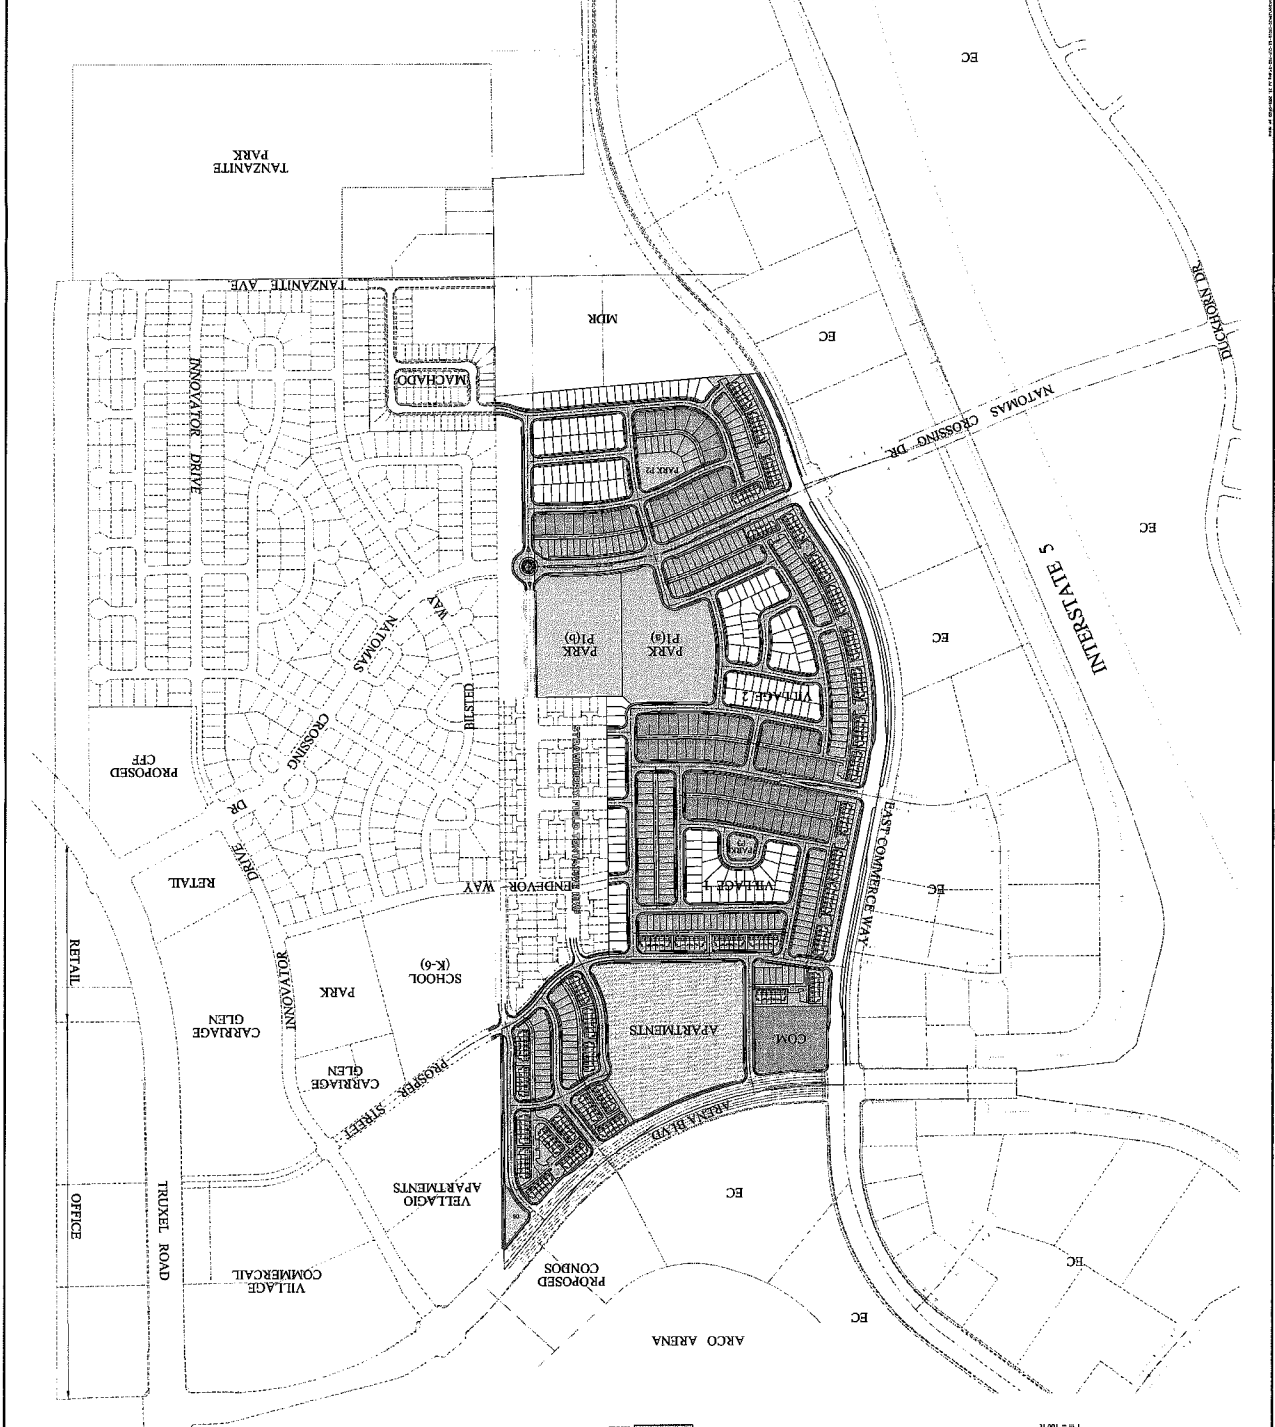 ARCO ARENA
EC
PROPOSED
CONDOS
VILLAGE
COMMERCAIL
EC
EC
OFFICE
TRUXEL ROAD
VELLAGIO
APARTMENTS
ARENA BLVD.
PROSPER STREET
CARRIAGE
GLEN
COM.
APARTMENTS
CARRIAGE
GLEN
PARK
INNOVATOR
DRIVE
SCHOOL
(K-6)
RETAIL
RETAIL
EC
EAST COMMERCE WAY
VILLAGE 1
PARK
ENDEVOR WAY
PROPOSED
CFF
NATOMAS
CROSSING
DR
BILSTED
WAY
VILLAGE 2
PARK
P1(a)
PARK
P1(b)
EC
INTERSTATE 5
EC
INNOVATOR DRIVE
PARK P2
NATOMAS CROSSING DR.
MACHADO
EC
MDR
DUCKHORN DR.
TANZANITE AVE
TANZANITE
PARK
EC